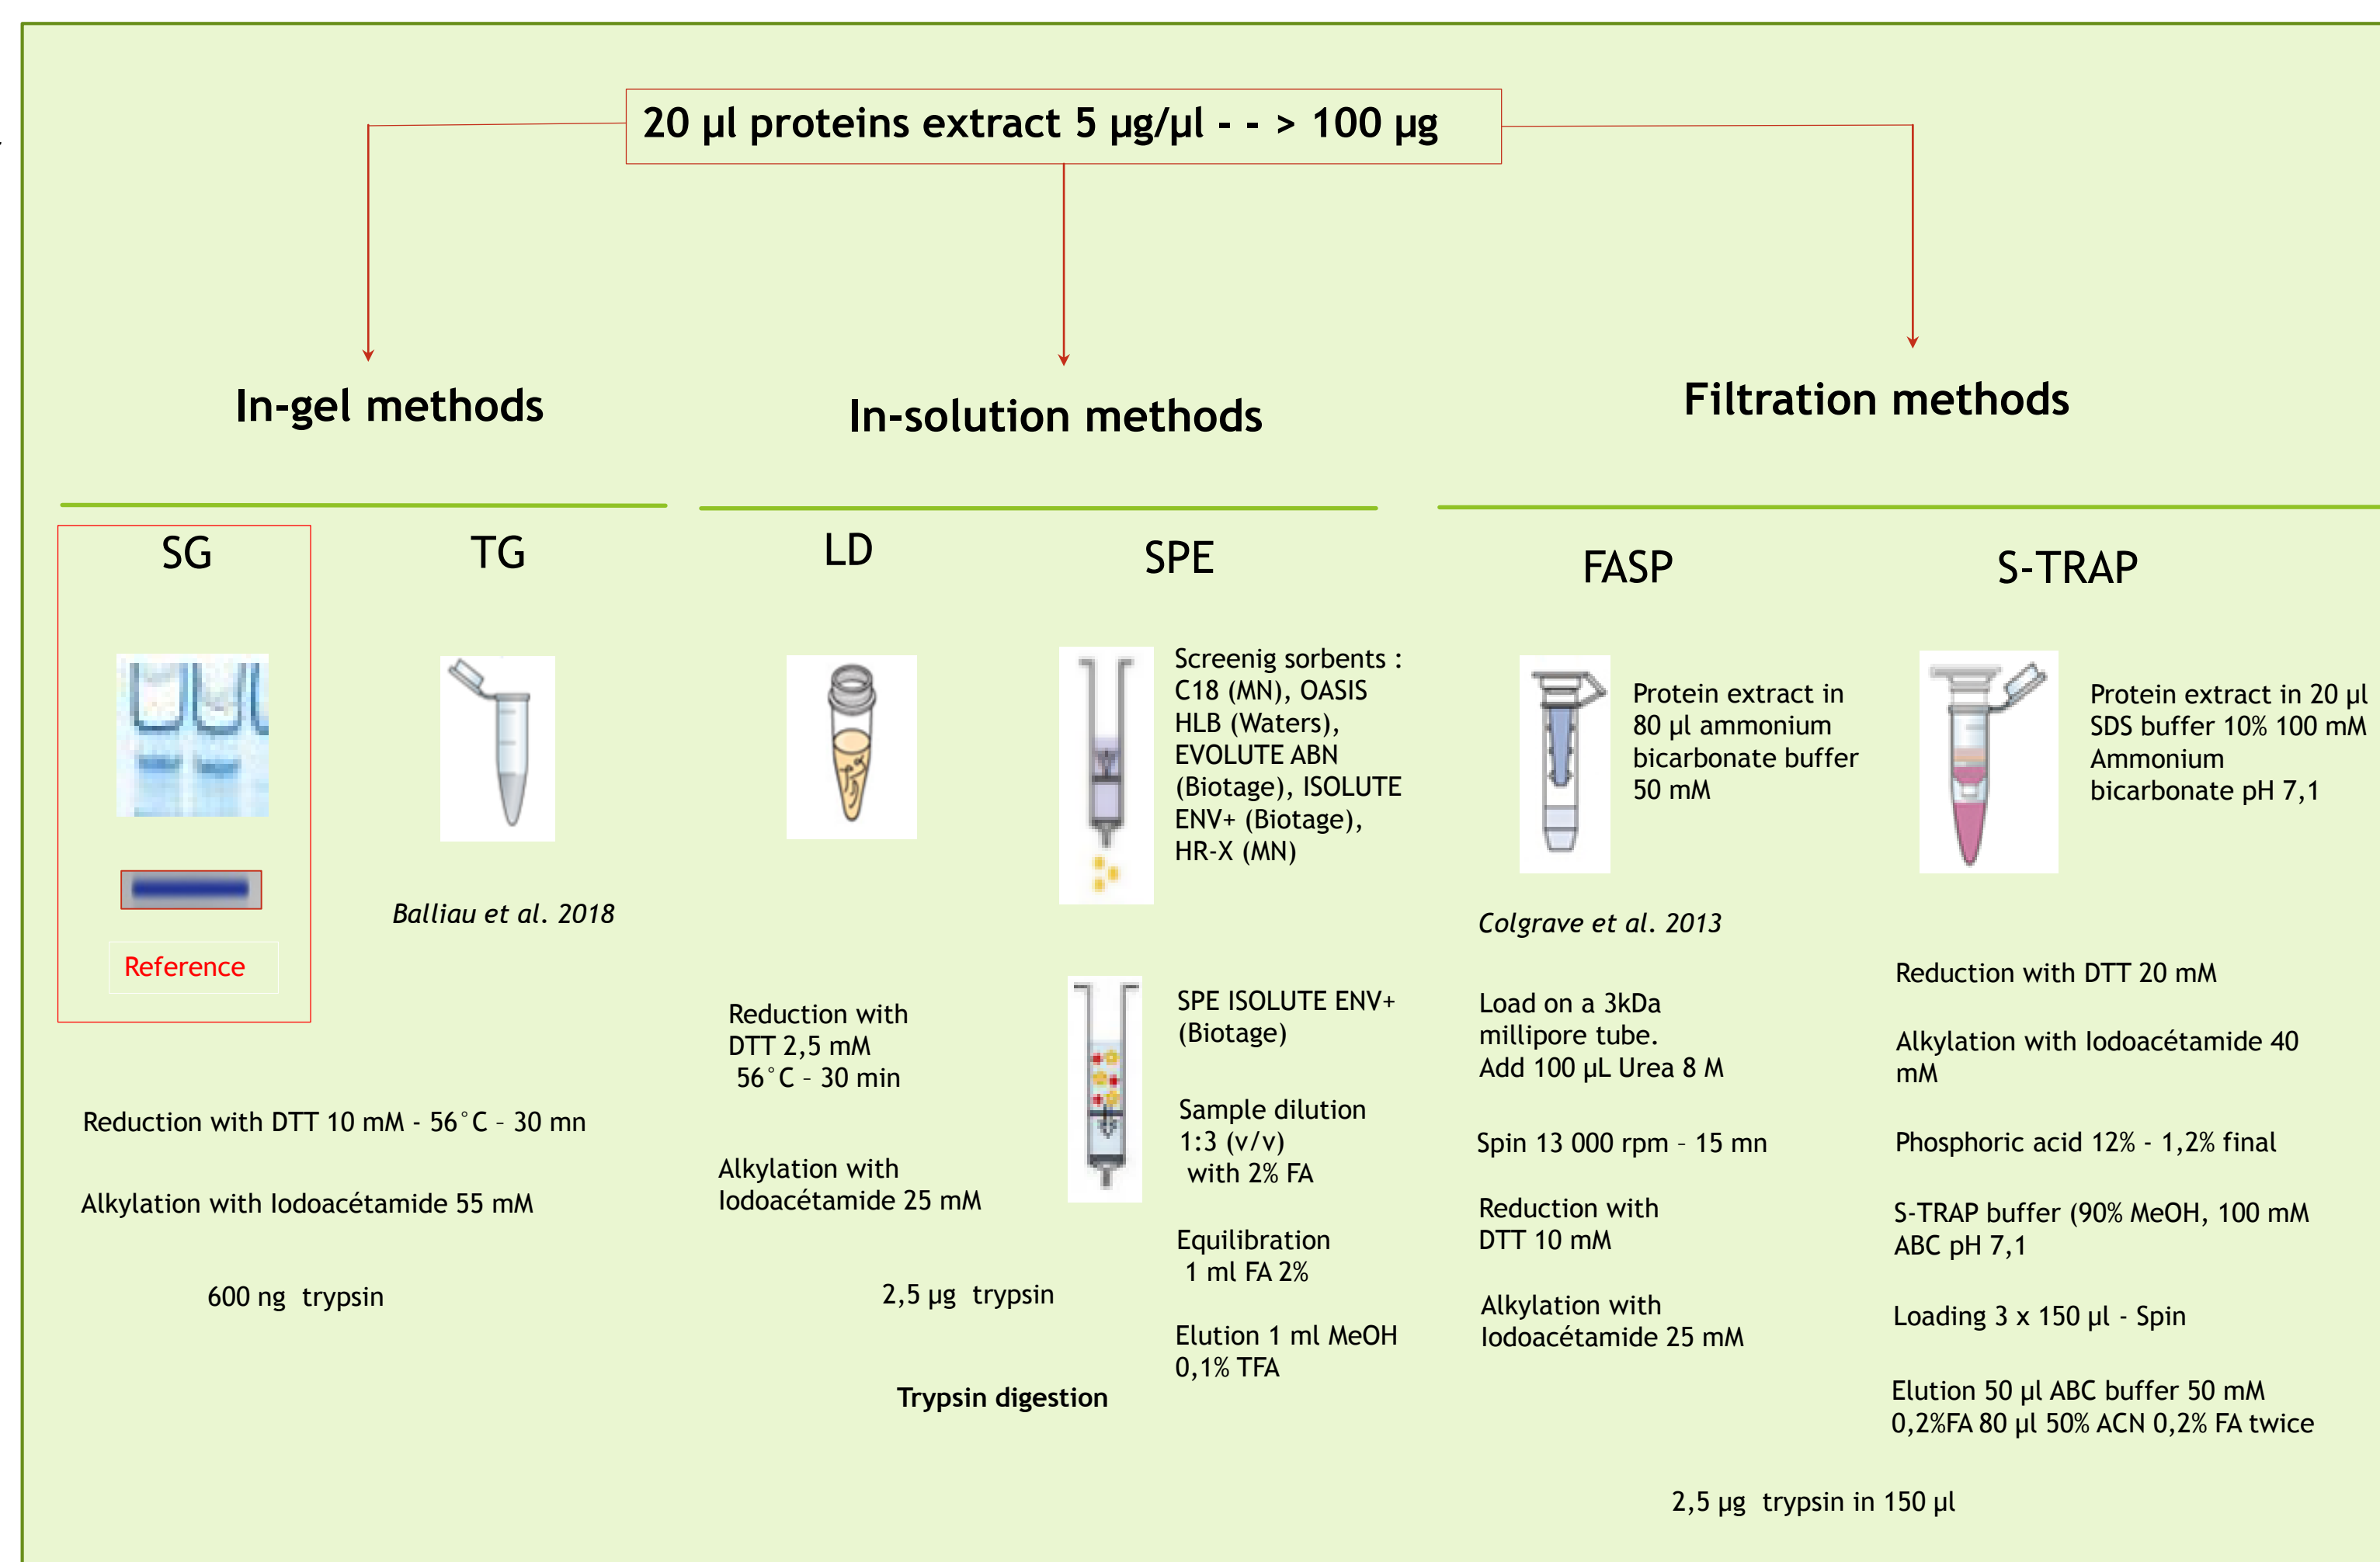 20 µl proteins extract 5 µg/µl - - > 100 µg
In-gel methods
In-solution methods
Filtration methods
SG
Reference
TG
Balliau et al. 2018
Reduction with DTT 10 mM - 56°C – 30 mn
Alkylation with Iodoacétamide 55 mM
600 ng  trypsin
LD
Reduction with
DTT 2,5 mM
56°C – 30 min
Alkylation with
Iodoacétamide 25 mM
SPE
Screenig sorbents :
C18 (MN), OASIS
HLB (Waters),
EVOLUTE ABN
(Biotage), ISOLUTE
ENV+ (Biotage),
HR-X (MN)
SPE ISOLUTE ENV+
(Biotage)
Sample dilution
1:3 (v/v)
with 2% FA
Equilibration
1 ml FA 2%
Elution 1 ml MeOH
0,1% TFA
2,5 µg  trypsin
Trypsin digestion
FASP
Protein extract in
80 µl ammonium
bicarbonate buffer
50 mM
Colgrave et al. 2013
Load on a 3kDa
millipore tube.
Add 100 µL Urea 8 M
Spin 13 000 rpm – 15 mn
Reduction with
DTT 10 mM
Alkylation with
Iodoacétamide 25 mM
S-TRAP
Protein extract in 20 µl
SDS buffer 10% 100 mM
Ammonium
bicarbonate pH 7,1
Reduction with DTT 20 mM
Alkylation with Iodoacétamide 40
mM
Phosphoric acid 12% - 1,2% final
S-TRAP buffer (90% MeOH, 100 mM
ABC pH 7,1
Loading 3 x 150 µl - Spin
Elution 50 µl ABC buffer 50 mM
0,2%FA 80 µl 50% ACN 0,2% FA twice
2,5 µg  trypsin in 150 µl